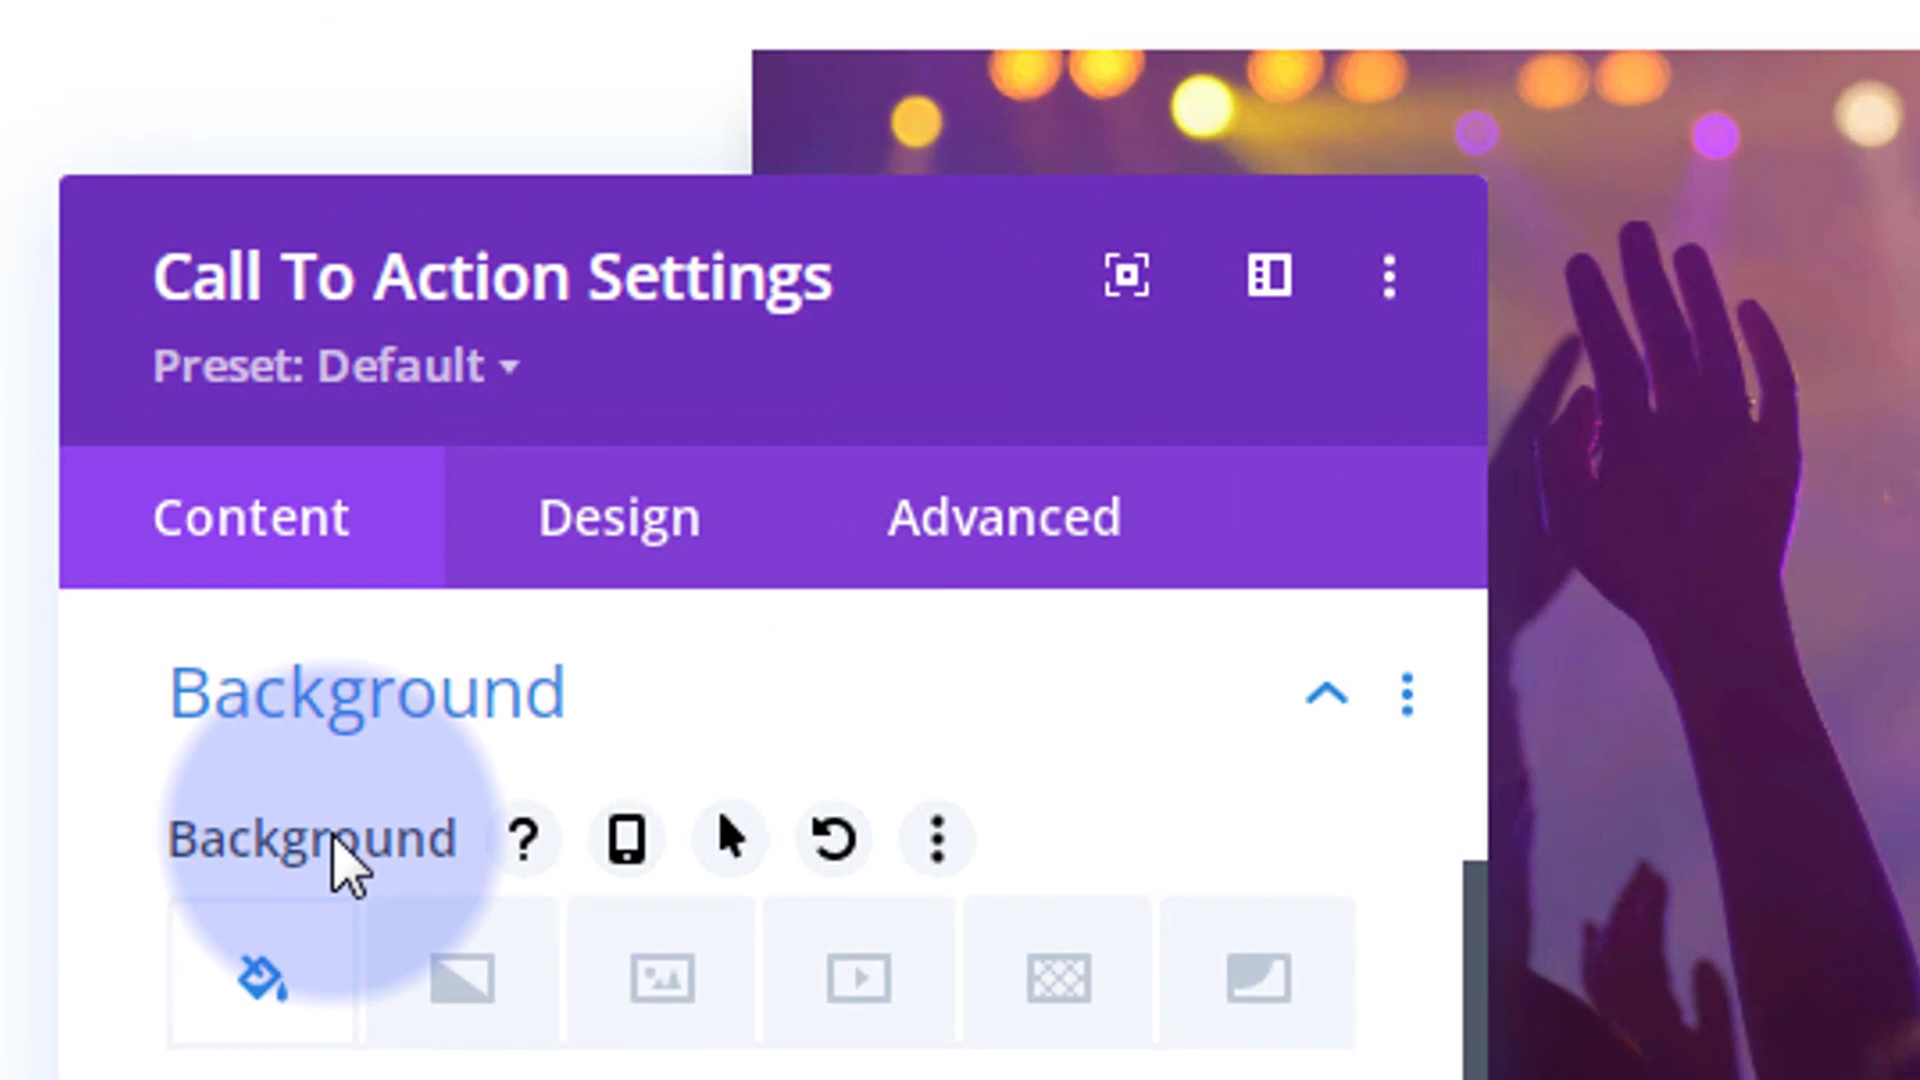 Call To Action Settings
Preset: Default
Content Design Advanced
Background
Background ?